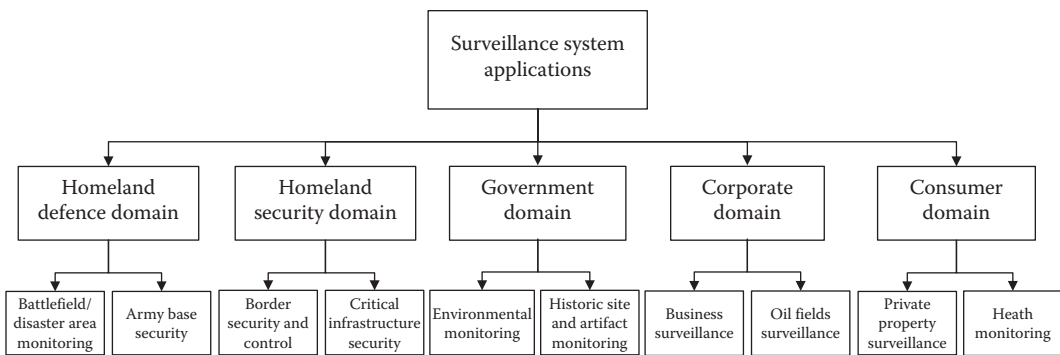 Surveillance system
applications
Homeland
defence domain
Homeland
security domain
Government
domain
Corporate
domain
Consumer
domain
Battlefield/
disaster area
monitoring
Army base
security
Border
security and
control
Critical
infrastructure
security
Environmental
monitoring
Historic site
and artifact
monitoring
Business
surveillance
Oil fields
surveillance
Private
property
surveillance
Heath
monitoring